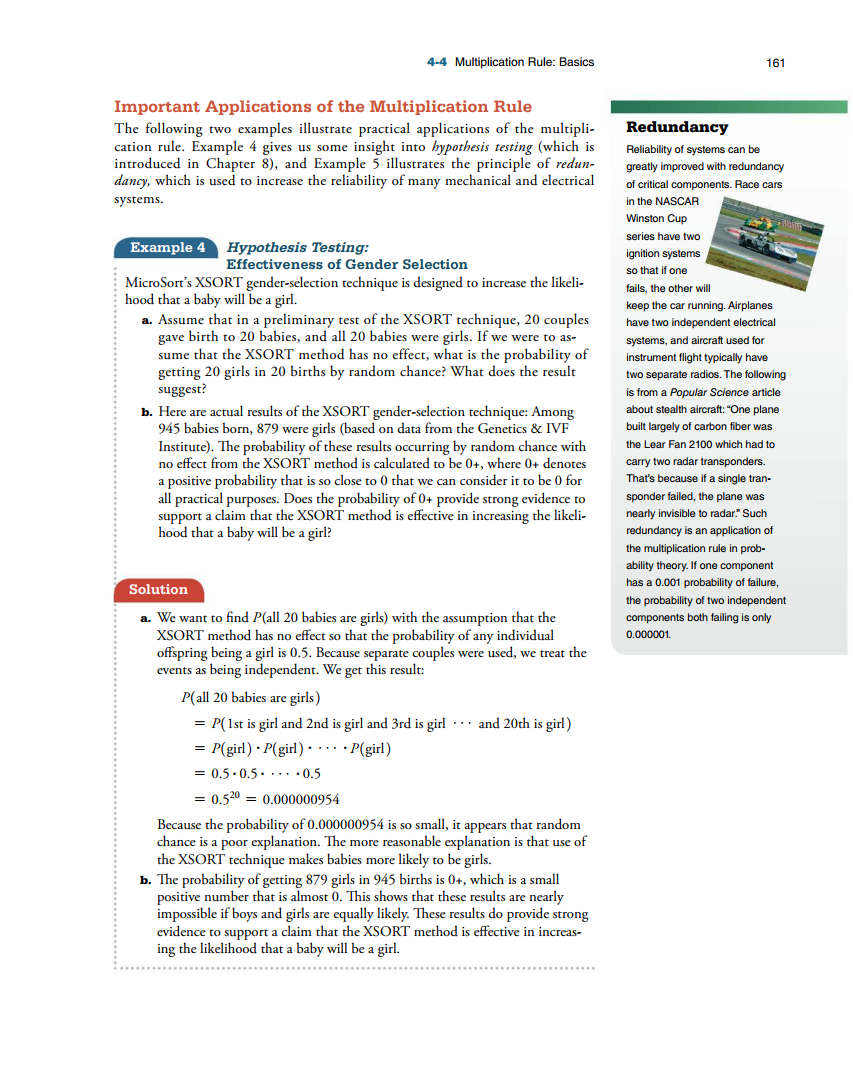 4-4 Multiplication Rule: Basics 161
Important Applications of the Multiplication Rule
The following two examples illustrate practical applications of the multipli-
cation rule. Example 4 gives us some insight into hypothesis testing (which is
introduced in Chapter 8), and Example 5 illustrates the principle of redun-
dancy, which is used to increase the reliability of many mechanical and electrical
systems.
Example 4 Hypothesis Testing:
Effectiveness of Gender Selection
MicroSort's XSORT gender-selection technique is designed to increase the likeli-
hood that a baby will be a girl.
a. Assume that in a preliminary test of the XSORT technique, 20 couples
gave birth to 20 babies, and all 20 babies were girls. If we were to as-
sume that the XSORT method has no effect, what is the probability of
getting 20 girls in 20 births by random chance? What does the result
suggest?
b. Here are actual results of the XSORT gender-selection technique: Among
945 babies born, 879 were girls (based on data from the Genetics & IVF
Institute). The probability of these results occurring by random chance with
no effect from the XSORT method is calculated to be 0+, where 0+ denotes
a positive probability that is so close to 0 that we can consider it to be 0 for
all practical purposes. Does the probability of 0+ provide strong evidence to
support a claim that the XSORT method is effective in increasing the likeli-
hood that a baby will be a girl?
Solution
a. We want to find P(all 20 babies are girls) with the assumption that the
XSORT method has no effect so that the probability of any individual
offspring being a girl is 0.5. Because separate couples were used, we treat the
events as being independent. We get this result:
P(all 20 babies are girls)
= P(1st is girl and 2nd is girl and 3rd is girl ··· and 20th is girl)
= P(girl) · P(girl) · ··· · P(girl)
= 0.5 · 0.5 · ··· · 0.5
= 0.5²⁰ = 0.000000954
Because the probability of 0.000000954 is so small, it appears that random
chance is a poor explanation. The more reasonable explanation is that use of
the XSORT technique makes babies more likely to be girls.
b. The probability of getting 879 girls in 945 births is 0+, which is a small
positive number that is almost 0. This shows that these results are nearly
impossible if boys and girls are equally likely. These results do provide strong
evidence to support a claim that the XSORT method is effective in increas-
ing the likelihood that a baby will be a girl.
Redundancy
Reliability of systems can be
greatly improved with redundancy
of critical components. Race cars
in the NASCAR
Winston Cup
series have two
ignition systems
so that if one
fails, the other will
keep the car running. Airplanes
have two independent electrical
systems, and aircraft used for
instrument flight typically have
two separate radios. The following
is from a Popular Science article
about stealth aircraft: "One plane
built largely of carbon fiber was
the Lear Fan 2100 which had to
carry two radar transponders.
That's because if a single tran-
sponder failed, the plane was
nearly invisible to radar." Such
redundancy is an application of
the multiplication rule in prob-
ability theory. If one component
has a 0.001 probability of failure,
the probability of two independent
components both failing is only
0.000001.